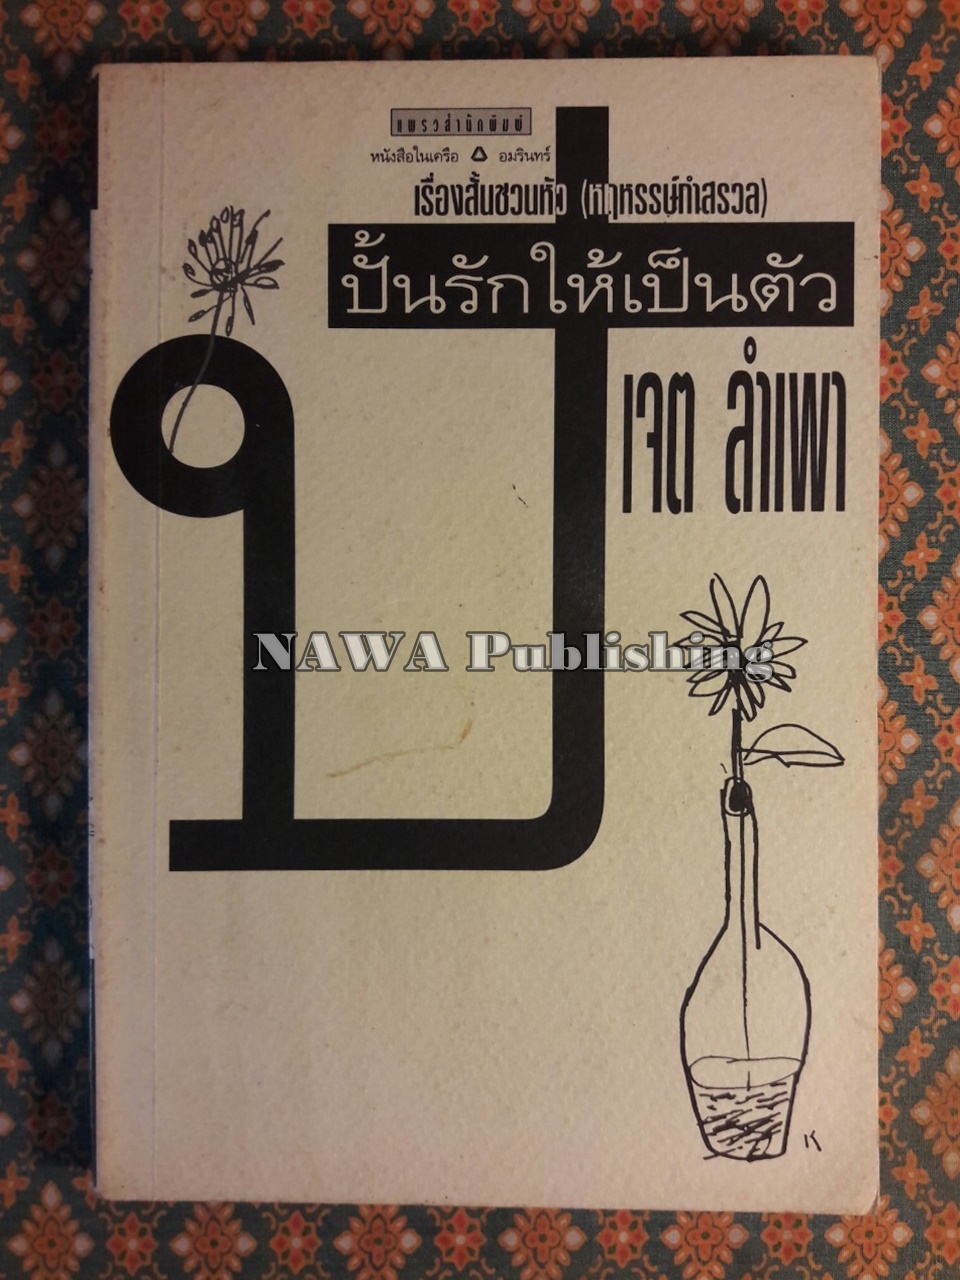 แพรวสำนักพิมพ์
หนังสือในเครือ อมรินทร์
เรื่องสั้นชวนหัว (หฤหรรษ์กำสรวล)
ปั้นรักให้เป็นตัว
เจต ลำเพา
ป
NAWA Publishing
K